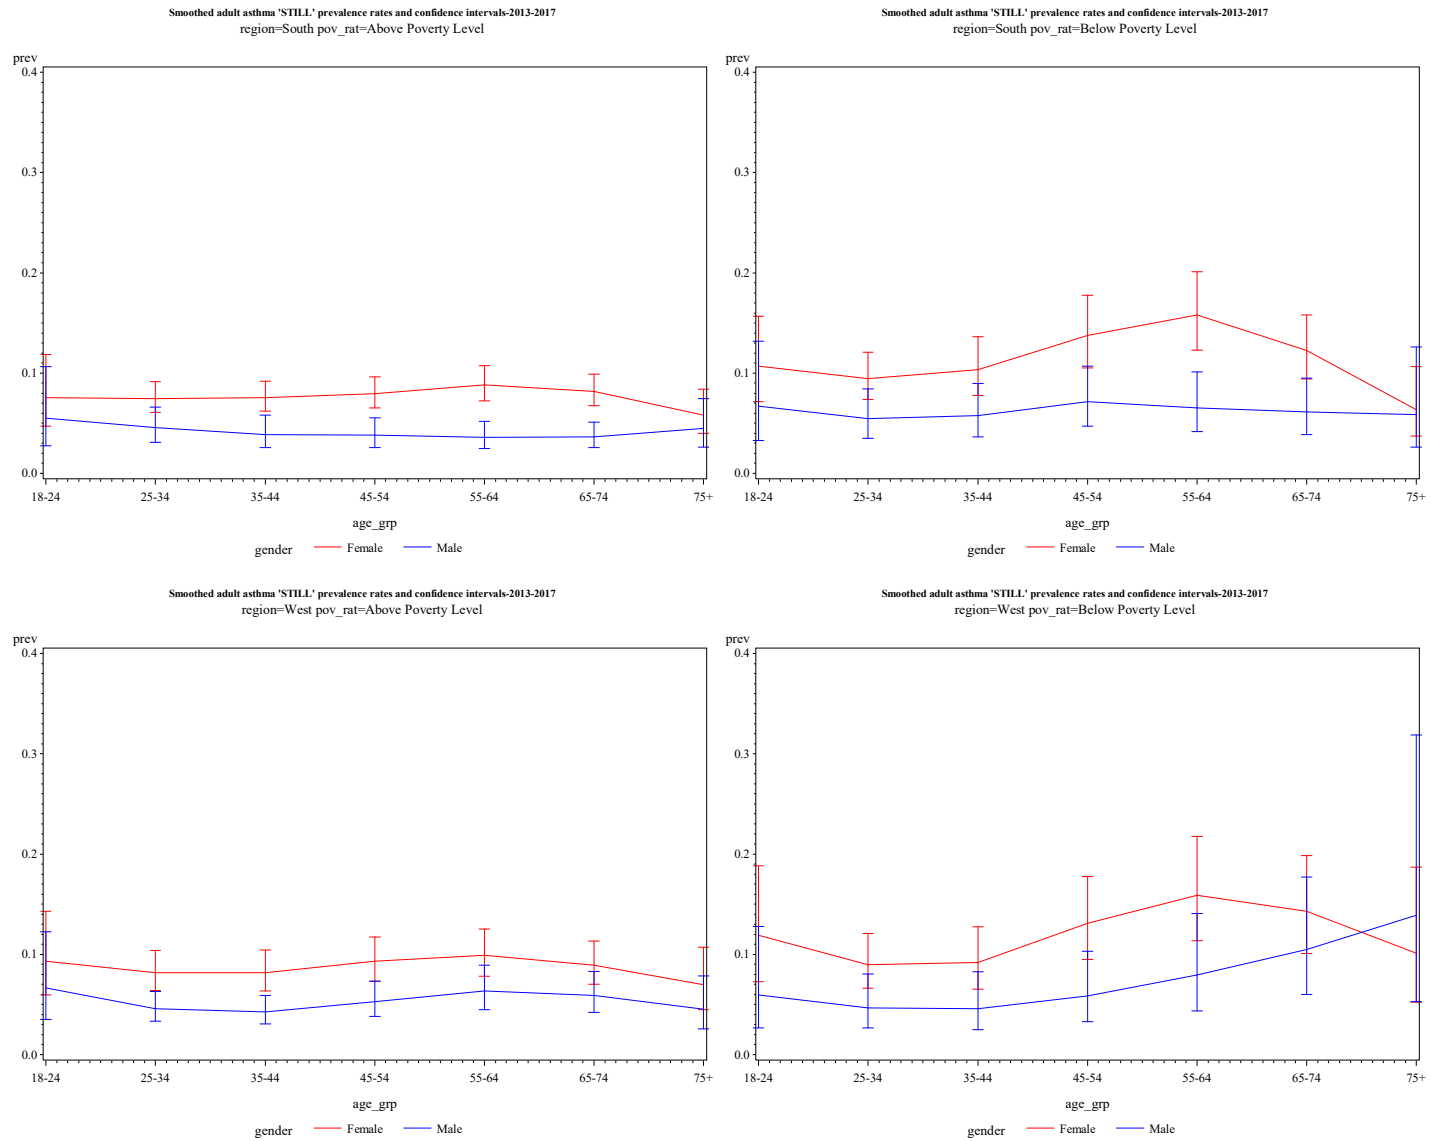 Smoothed adult asthma 'STILL' prevalence rates and confidence intervals-2013-2017
region=South pov_rat=Above Poverty Level
prev
0.4
0.3
0.2
0.1
0.0
18-24 25-34 35-44 45-54 55-64 65-74 75+
age_grp
gender Female Male
Smoothed adult asthma 'STILL' prevalence rates and confidence intervals-2013-2017
region=South pov_rat=Below Poverty Level
prev
0.4
0.3
0.2
0.1
0.0
18-24 25-34 35-44 45-54 55-64 65-74 75+
age_grp
gender Female Male
Smoothed adult asthma 'STILL' prevalence rates and confidence intervals-2013-2017
region=West pov_rat=Above Poverty Level
prev
0.4
0.3
0.2
0.1
0.0
18-24 25-34 35-44 45-54 55-64 65-74 75+
age_grp
gender Female Male
Smoothed adult asthma 'STILL' prevalence rates and confidence intervals-2013-2017
region=West pov_rat=Below Poverty Level
prev
0.4
0.3
0.2
0.1
0.0
18-24 25-34 35-44 45-54 55-64 65-74 75+
age_grp
gender Female Male